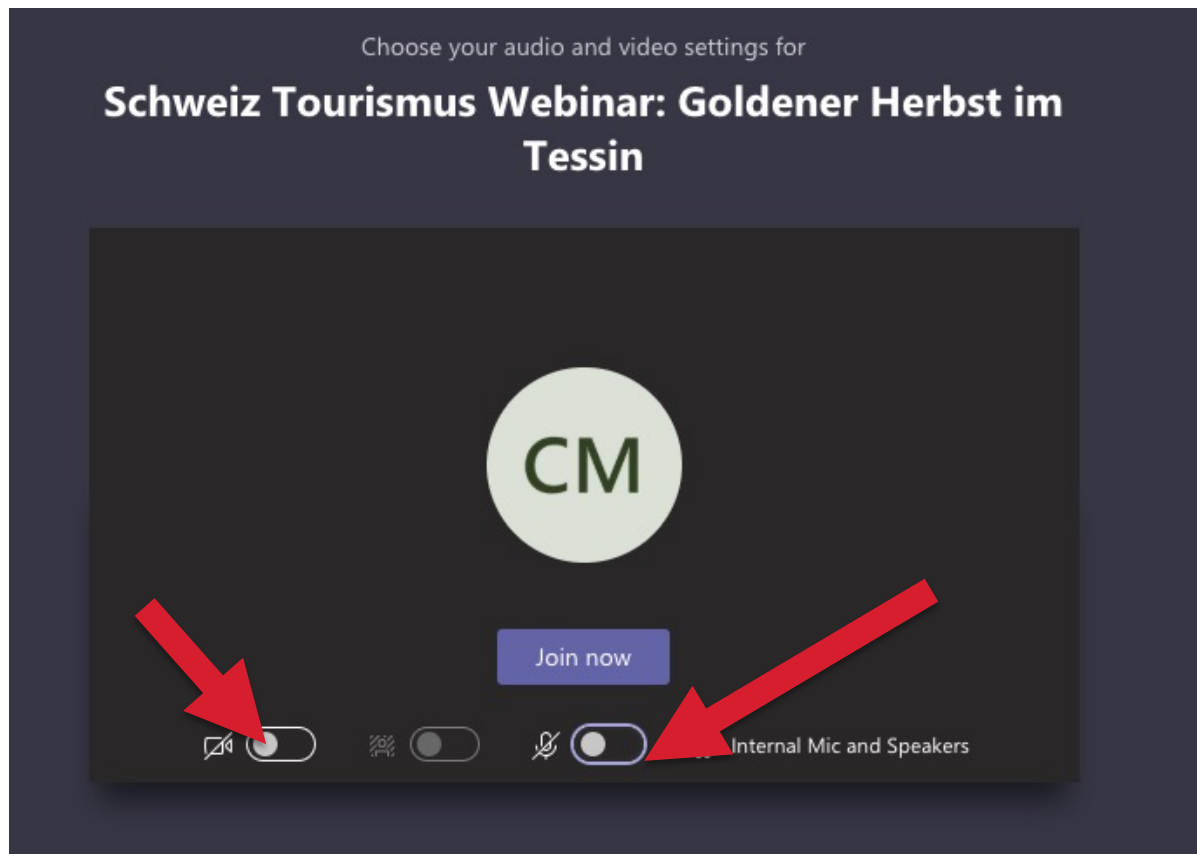 Choose your audio and video settings for
Schweiz Tourismus Webinar: Goldener Herbst im
Tessin
CM
Join now
Internal Mic and Speakers